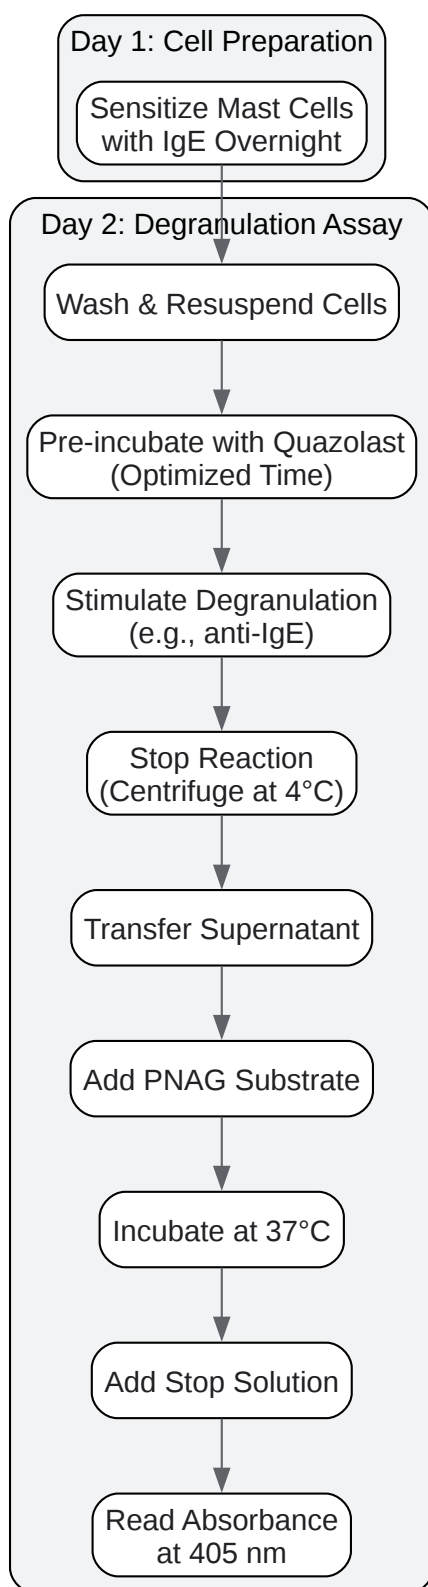 Day 1: Cell Preparation
Sensitize Mast Cells
with IgE Overnight
Day 2: Degranulation Assay
Wash & Resuspend Cells
Pre-incubate with Quazolast
(Optimized Time)
Stimulate Degranulation
(e.g., anti-IgE)
Stop Reaction
(Centrifuge at 4°C)
Transfer Supernatant
Add PNAG Substrate
Incubate at 37°C
Add Stop Solution
Read Absorbance
at 405 nm